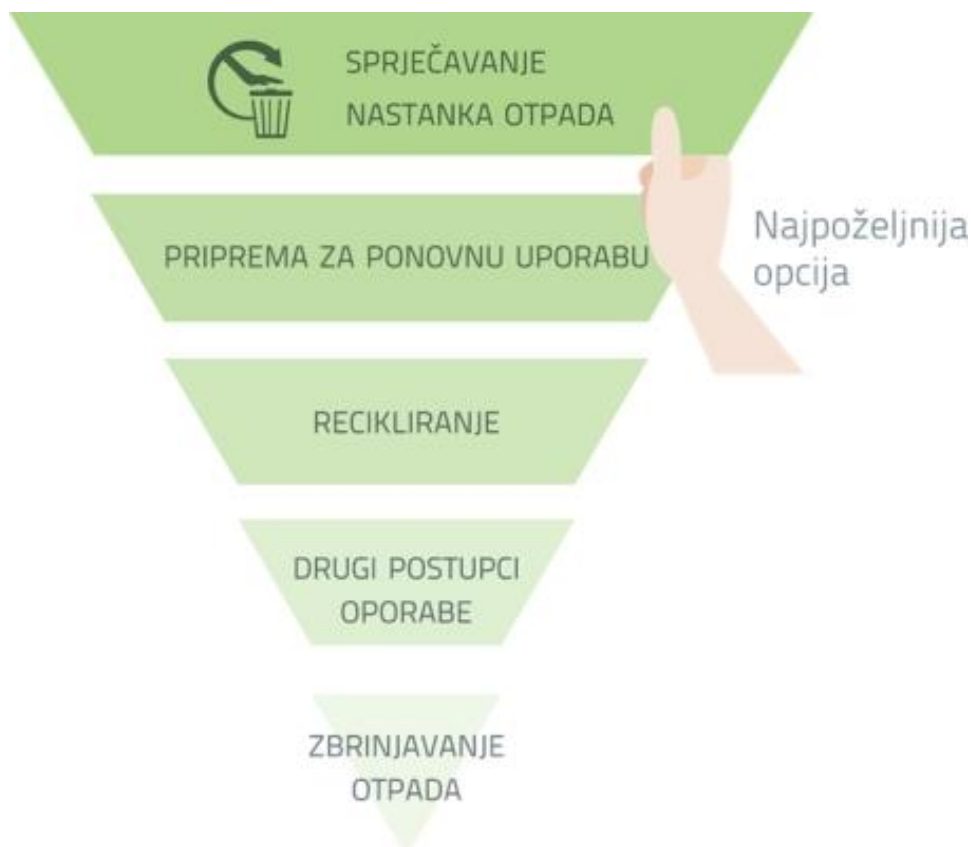 SPRJEČAVANJE
NASTANKA OTPADA
PRIPREMA ZA PONOVNU UPORABU
Najpoželjnija
opcija
RECIKLIRANJE
DRUGI POSTUPCI
OPORABE
ZBRINJAVANJE
OTPADA